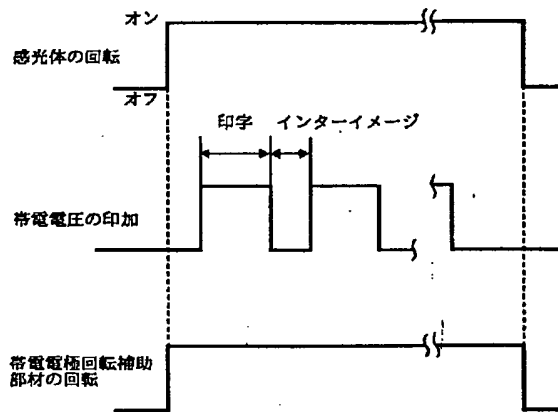 オン
感光体の回転
オフ
印字 インターイメージ
帯電電圧の印加
帯電電極回転補助
部材の回転